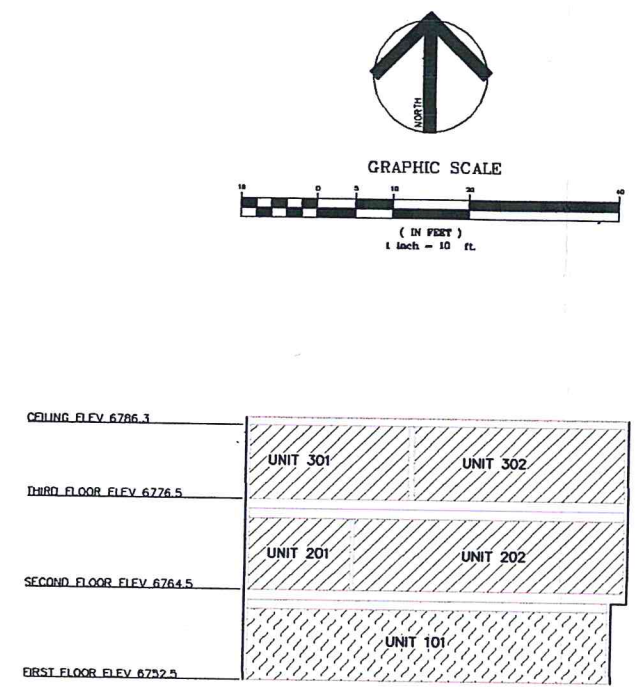 NORTH
GRAPHIC SCALE
10 0 5 10 20 40
( IN FEET )
1 inch = 10 ft.
CEILING ELEV 6786.3
UNIT 301 UNIT 302
THIRD FLOOR ELEV 6776.5
UNIT 201 UNIT 202
SECOND FLOOR ELEV 6764.5
UNIT 101
FIRST FLOOR ELEV 6752.5